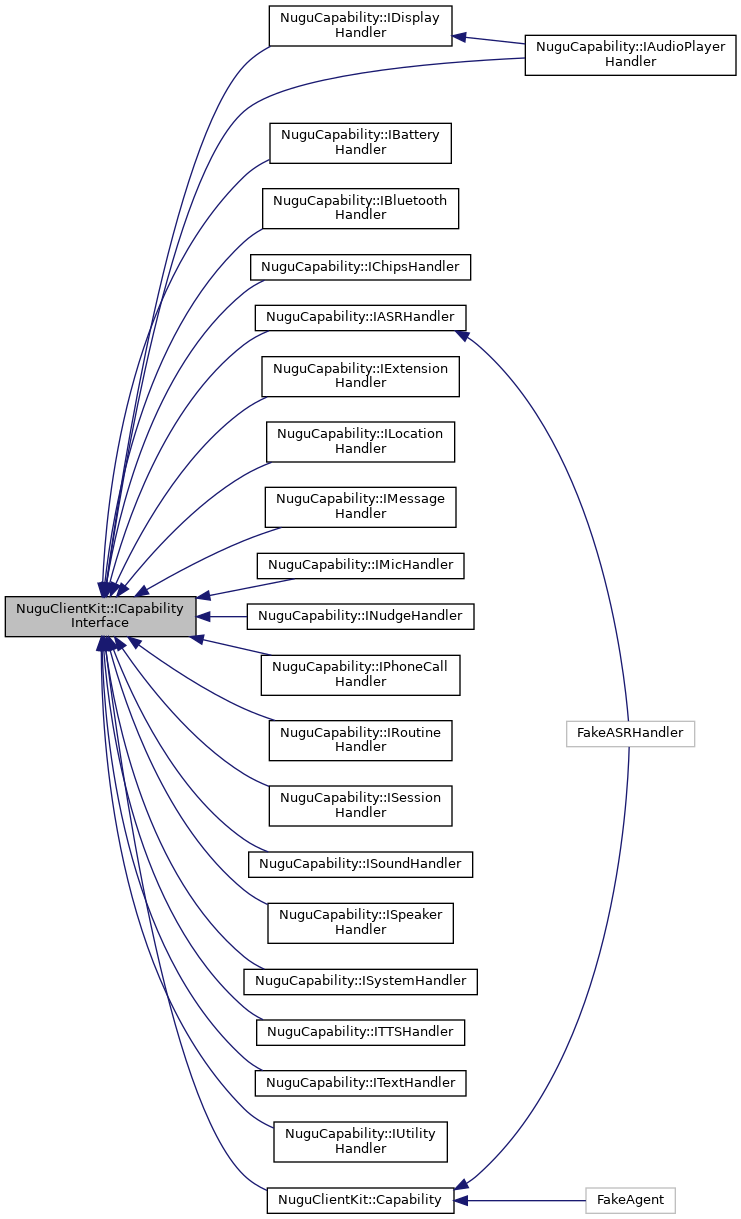 NuguCapability::IDisplay
Handler
NuguCapability::IAudioPlayer
Handler
NuguCapability::IBattery
Handler
NuguCapability::IBluetooth
Handler
NuguCapability::IChipsHandler
NuguCapability::IASRHandler
NuguCapability::IExtension
Handler
NuguCapability::ILocation
Handler
NuguCapability::IMessage
Handler
NuguCapability::IMicHandler
NuguClientKit::ICapability
Interface
NuguCapability::INudgeHandler
NuguCapability::IPhoneCall
Handler
NuguCapability::IRoutine
Handler
FakeASRHandler
NuguCapability::ISession
Handler
NuguCapability::ISoundHandler
NuguCapability::ISpeaker
Handler
NuguCapability::ISystemHandler
NuguCapability::ITTSHandler
NuguCapability::ITextHandler
NuguCapability::IUtility
Handler
NuguClientKit::Capability
FakeAgent